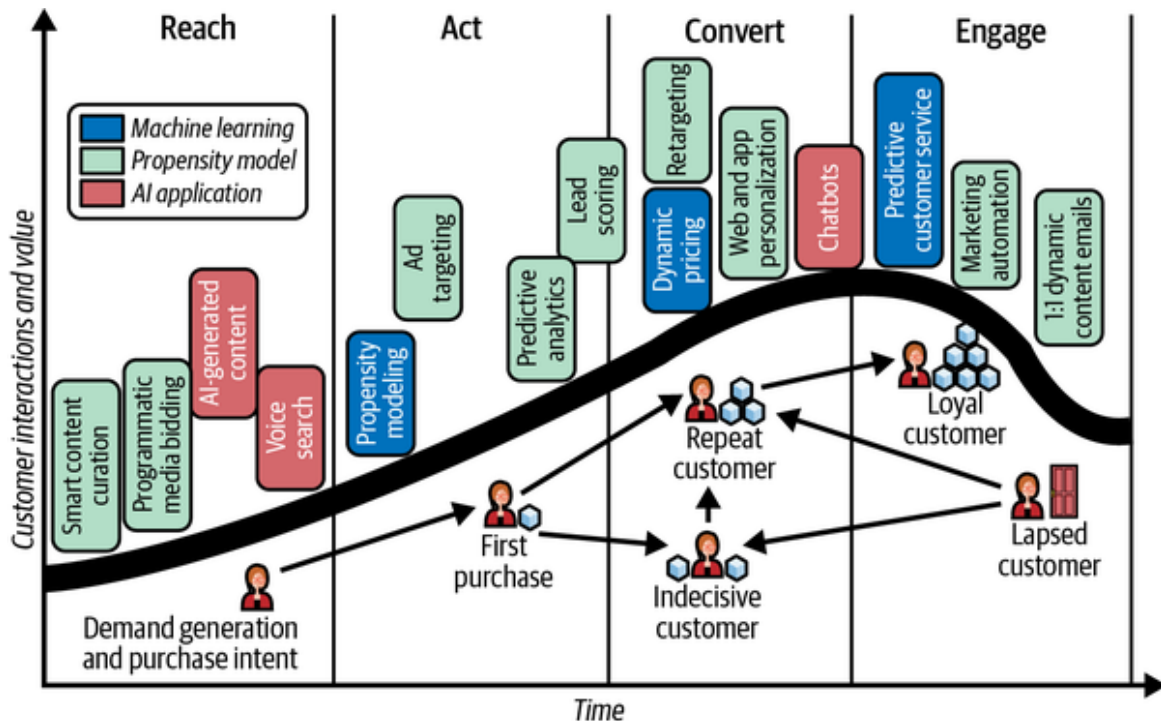 Reach
Act
Convert
Engage
Machine learning
Propensity model
AI application
Customer interactions and value
Smart content
curation
Programmatic
media bidding
AI-generated
content
Voice
search
Propensity
modeling
Ad
targeting
Predictive
analytics
Lead
scoring
Retargeting
Dynamic
pricing
Web and app
personalization
Chatbots
Predictive
customer service
Marketing
automation
1:1 dynamic
content emails
Demand generation
and purchase intent
First
purchase
Repeat
customer
Indecisive
customer
Loyal
customer
Lapsed
customer
Time